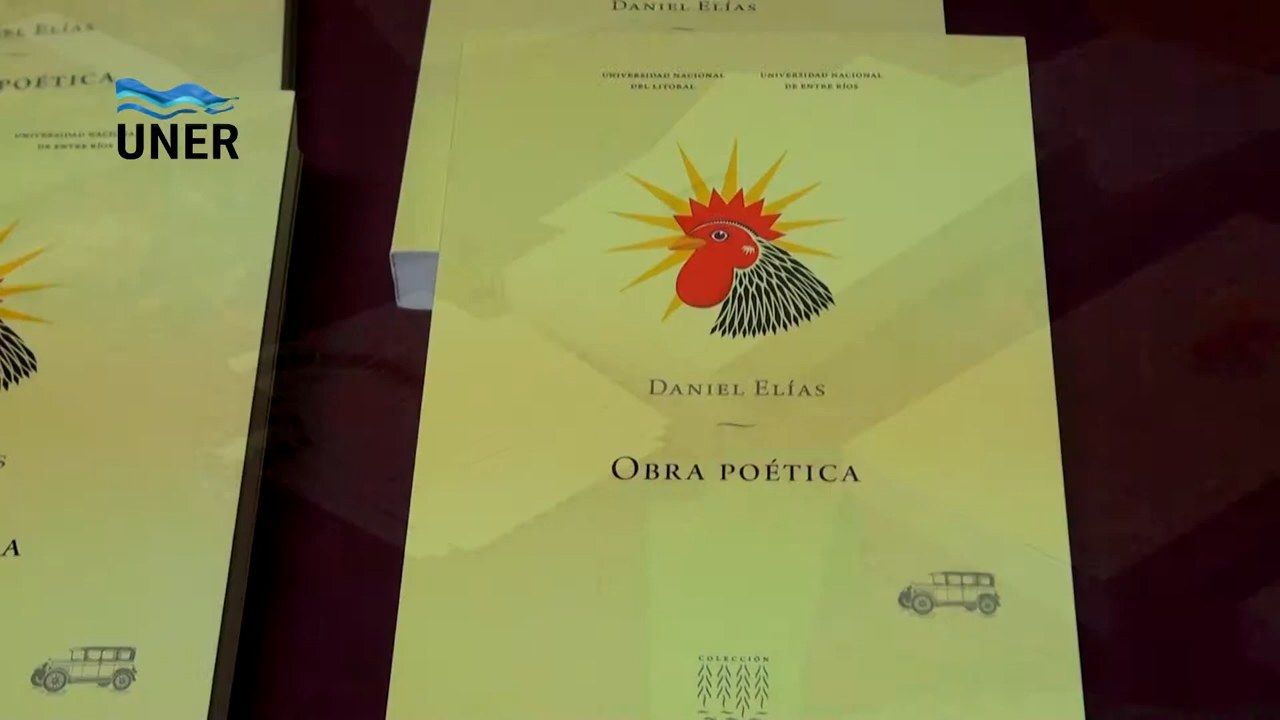 DANIEL ELÍAS
POÉTICA
UNER
UNIVERSIDAD NACIONAL
DE ENTRE RÍOS
UNIVERSIDAD NACIONAL
DEL LITORAL
UNIVERSIDAD NACIONAL
DE ENTRE RÍOS
DANIEL ELÍAS
OBRA POÉTICA
COLECCIÓN